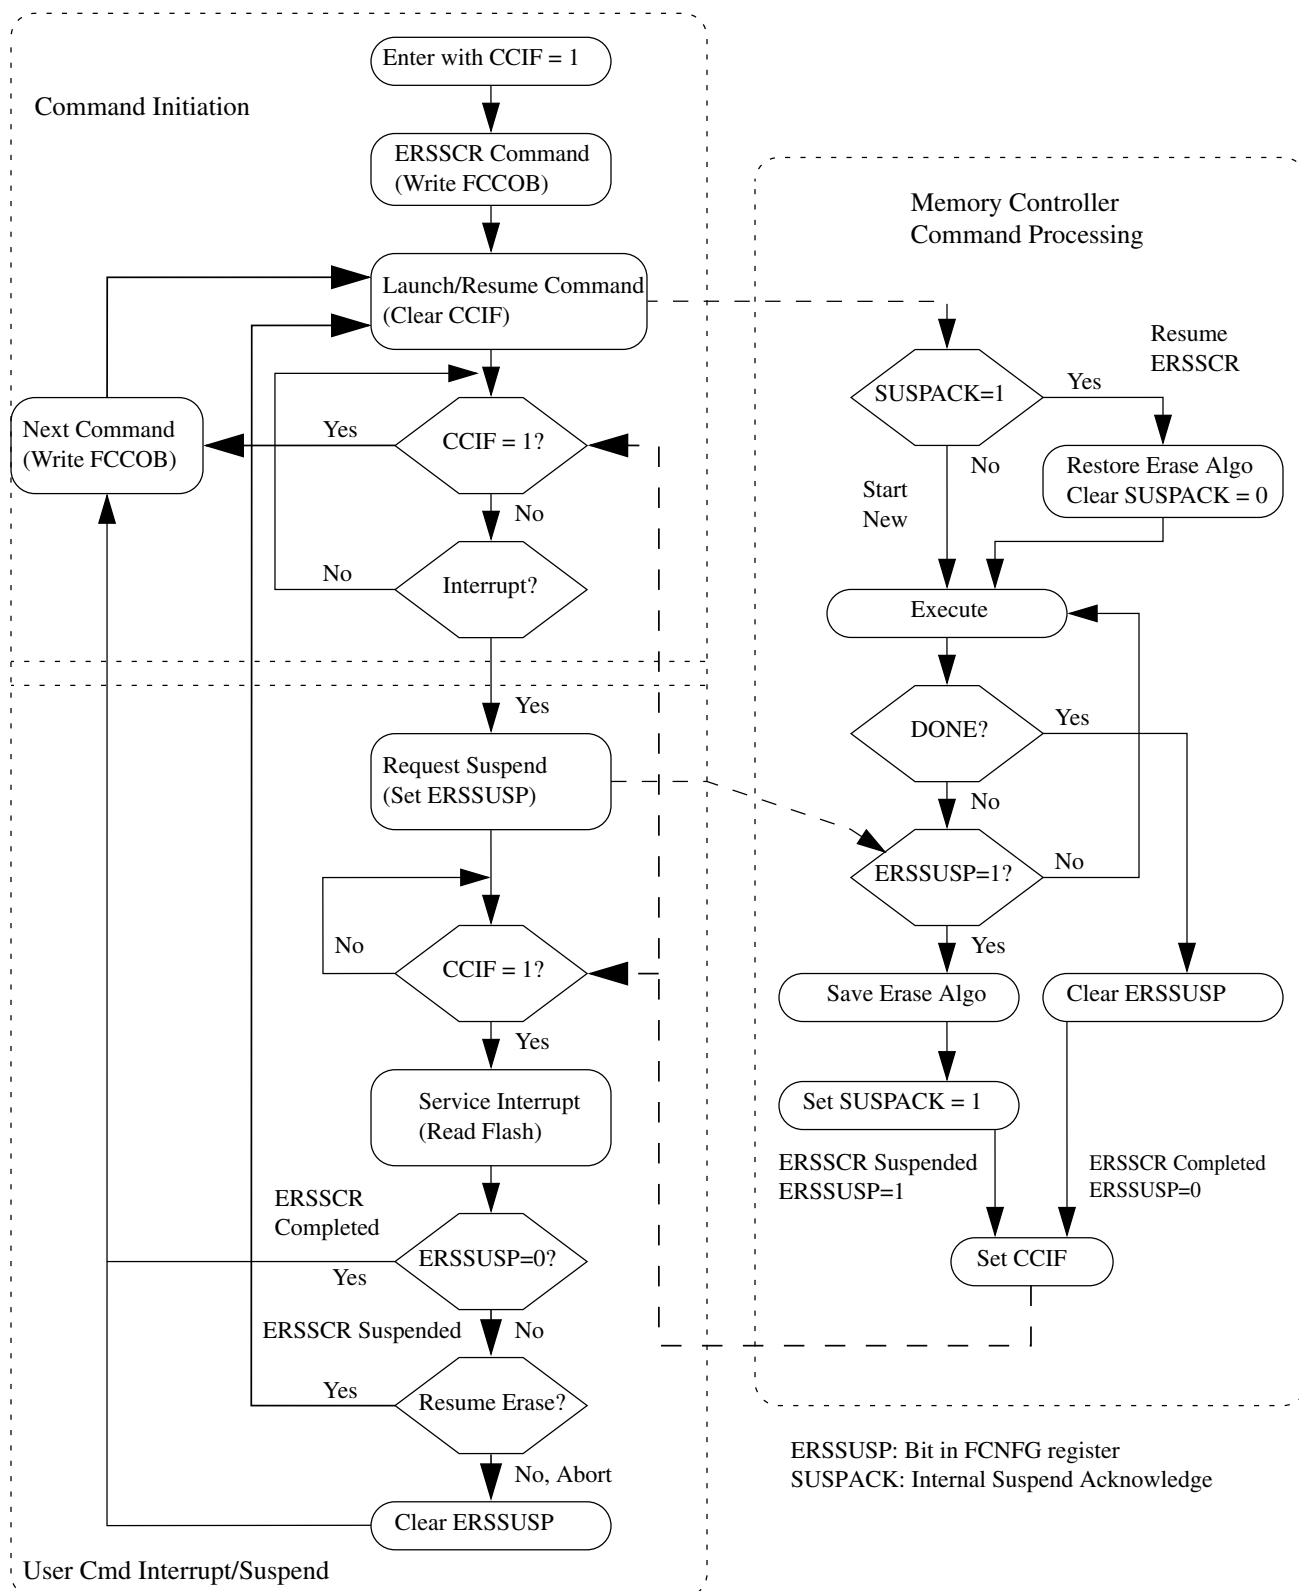 Enter with CCIF = 1
Command Initiation
ERSSCR Command
(Write FCCOB)
Memory Controller
Command Processing
Launch/Resume Command
(Clear CCIF)
Resume
ERSSCR
SUSPACK=1
Yes
No
Next Command
(Write FCCOB)
Yes
CCIF = 1?
No
Restore Erase Algo
Clear SUSPACK = 0
Start
New
No
Interrupt?
Execute
Yes
DONE?
Yes
No
Request Suspend
(Set ERSSUSP)
ERSSUSP=1?
No
Yes
No
CCIF = 1?
Yes
Save Erase Algo
Clear ERSSUSP
Service Interrupt
(Read Flash)
Set SUSPACK = 1
ERSSCR Suspended
ERSSUSP=1
ERSSCR Completed
ERSSUSP=0
ERSSCR
Completed
ERSSUSP=0?
Yes
Set CCIF
ERSSCR Suspended
No
Yes
Resume Erase?
No, Abort
Clear ERSSUSP
ERSSUSP: Bit in FCNFG register
SUSPACK: Internal Suspend Acknowledge
User Cmd Interrupt/Suspend